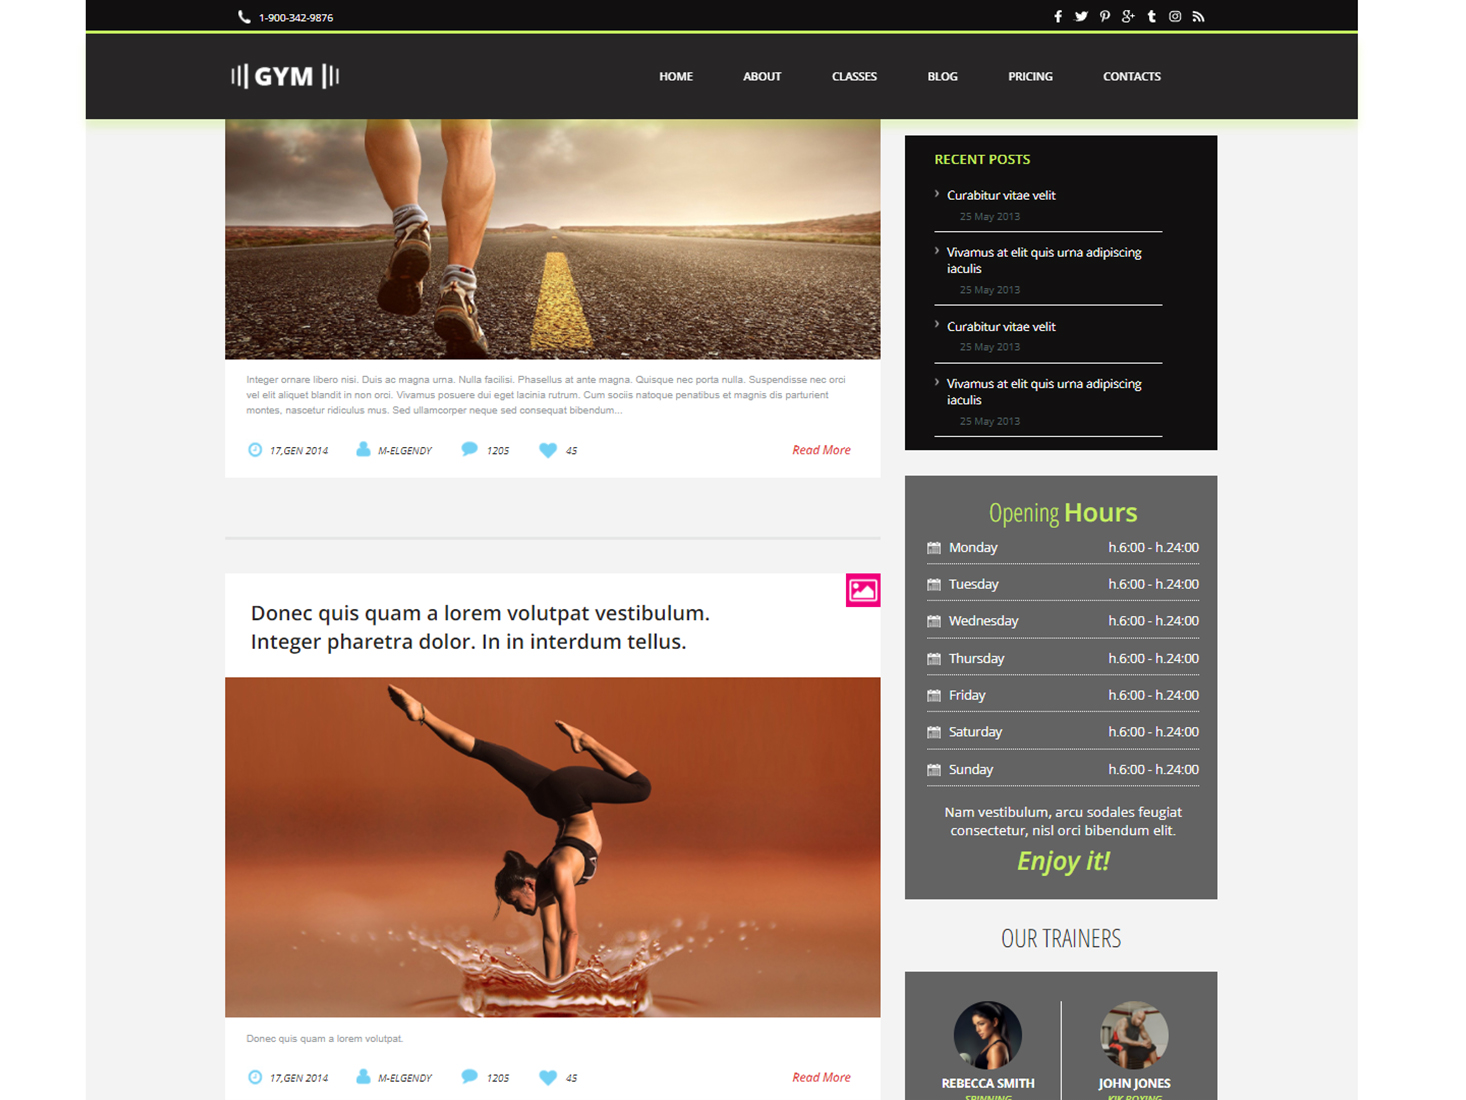 1-900-342-9876
GYM
HOME ABOUT CLASSES BLOG PRICING CONTACTS
Integer ornare libero nisi. Duis ac magna urna. Nulla facilisi. Phasellus at ante magna. Quisque nec porta nulla. Suspendisse nec orci
vel elit aliquet blandit in non orci. Vivamus posuere dui eget lacinia rutrum. Cum sociis natoque penatibus et magnis dis parturient
montes, nascetur ridiculus mus. Sed ullamcorper neque sed consequat bibendum...
17,GEN 2014 M-ELGENDY 1205 45 Read More
Donec quis quam a lorem volutpat vestibulum.
Integer pharetra dolor. In in interdum tellus.
Donec quis quam a lorem volutpat.
17,GEN 2014 M-ELGENDY 1205 45 Read More
RECENT POSTS
Curabitur vitae velit
25 May 2013
Vivamus at elit quis urna adipiscing
iaculis
25 May 2013
Curabitur vitae velit
25 May 2013
Vivamus at elit quis urna adipiscing
iaculis
25 May 2013
Opening Hours
Monday h.6:00 - h.24:00
Tuesday h.6:00 - h.24:00
Wednesday h.6:00 - h.24:00
Thursday h.6:00 - h.24:00
Friday h.6:00 - h.24:00
Saturday h.6:00 - h.24:00
Sunday h.6:00 - h.24:00
Nam vestibulum, arcu sodales feugiat
consectetur, nisl orci bibendum elit.
Enjoy it!
OUR TRAINERS
REBECCA SMITH JOHN JONES
SPINNING KIK BOXING